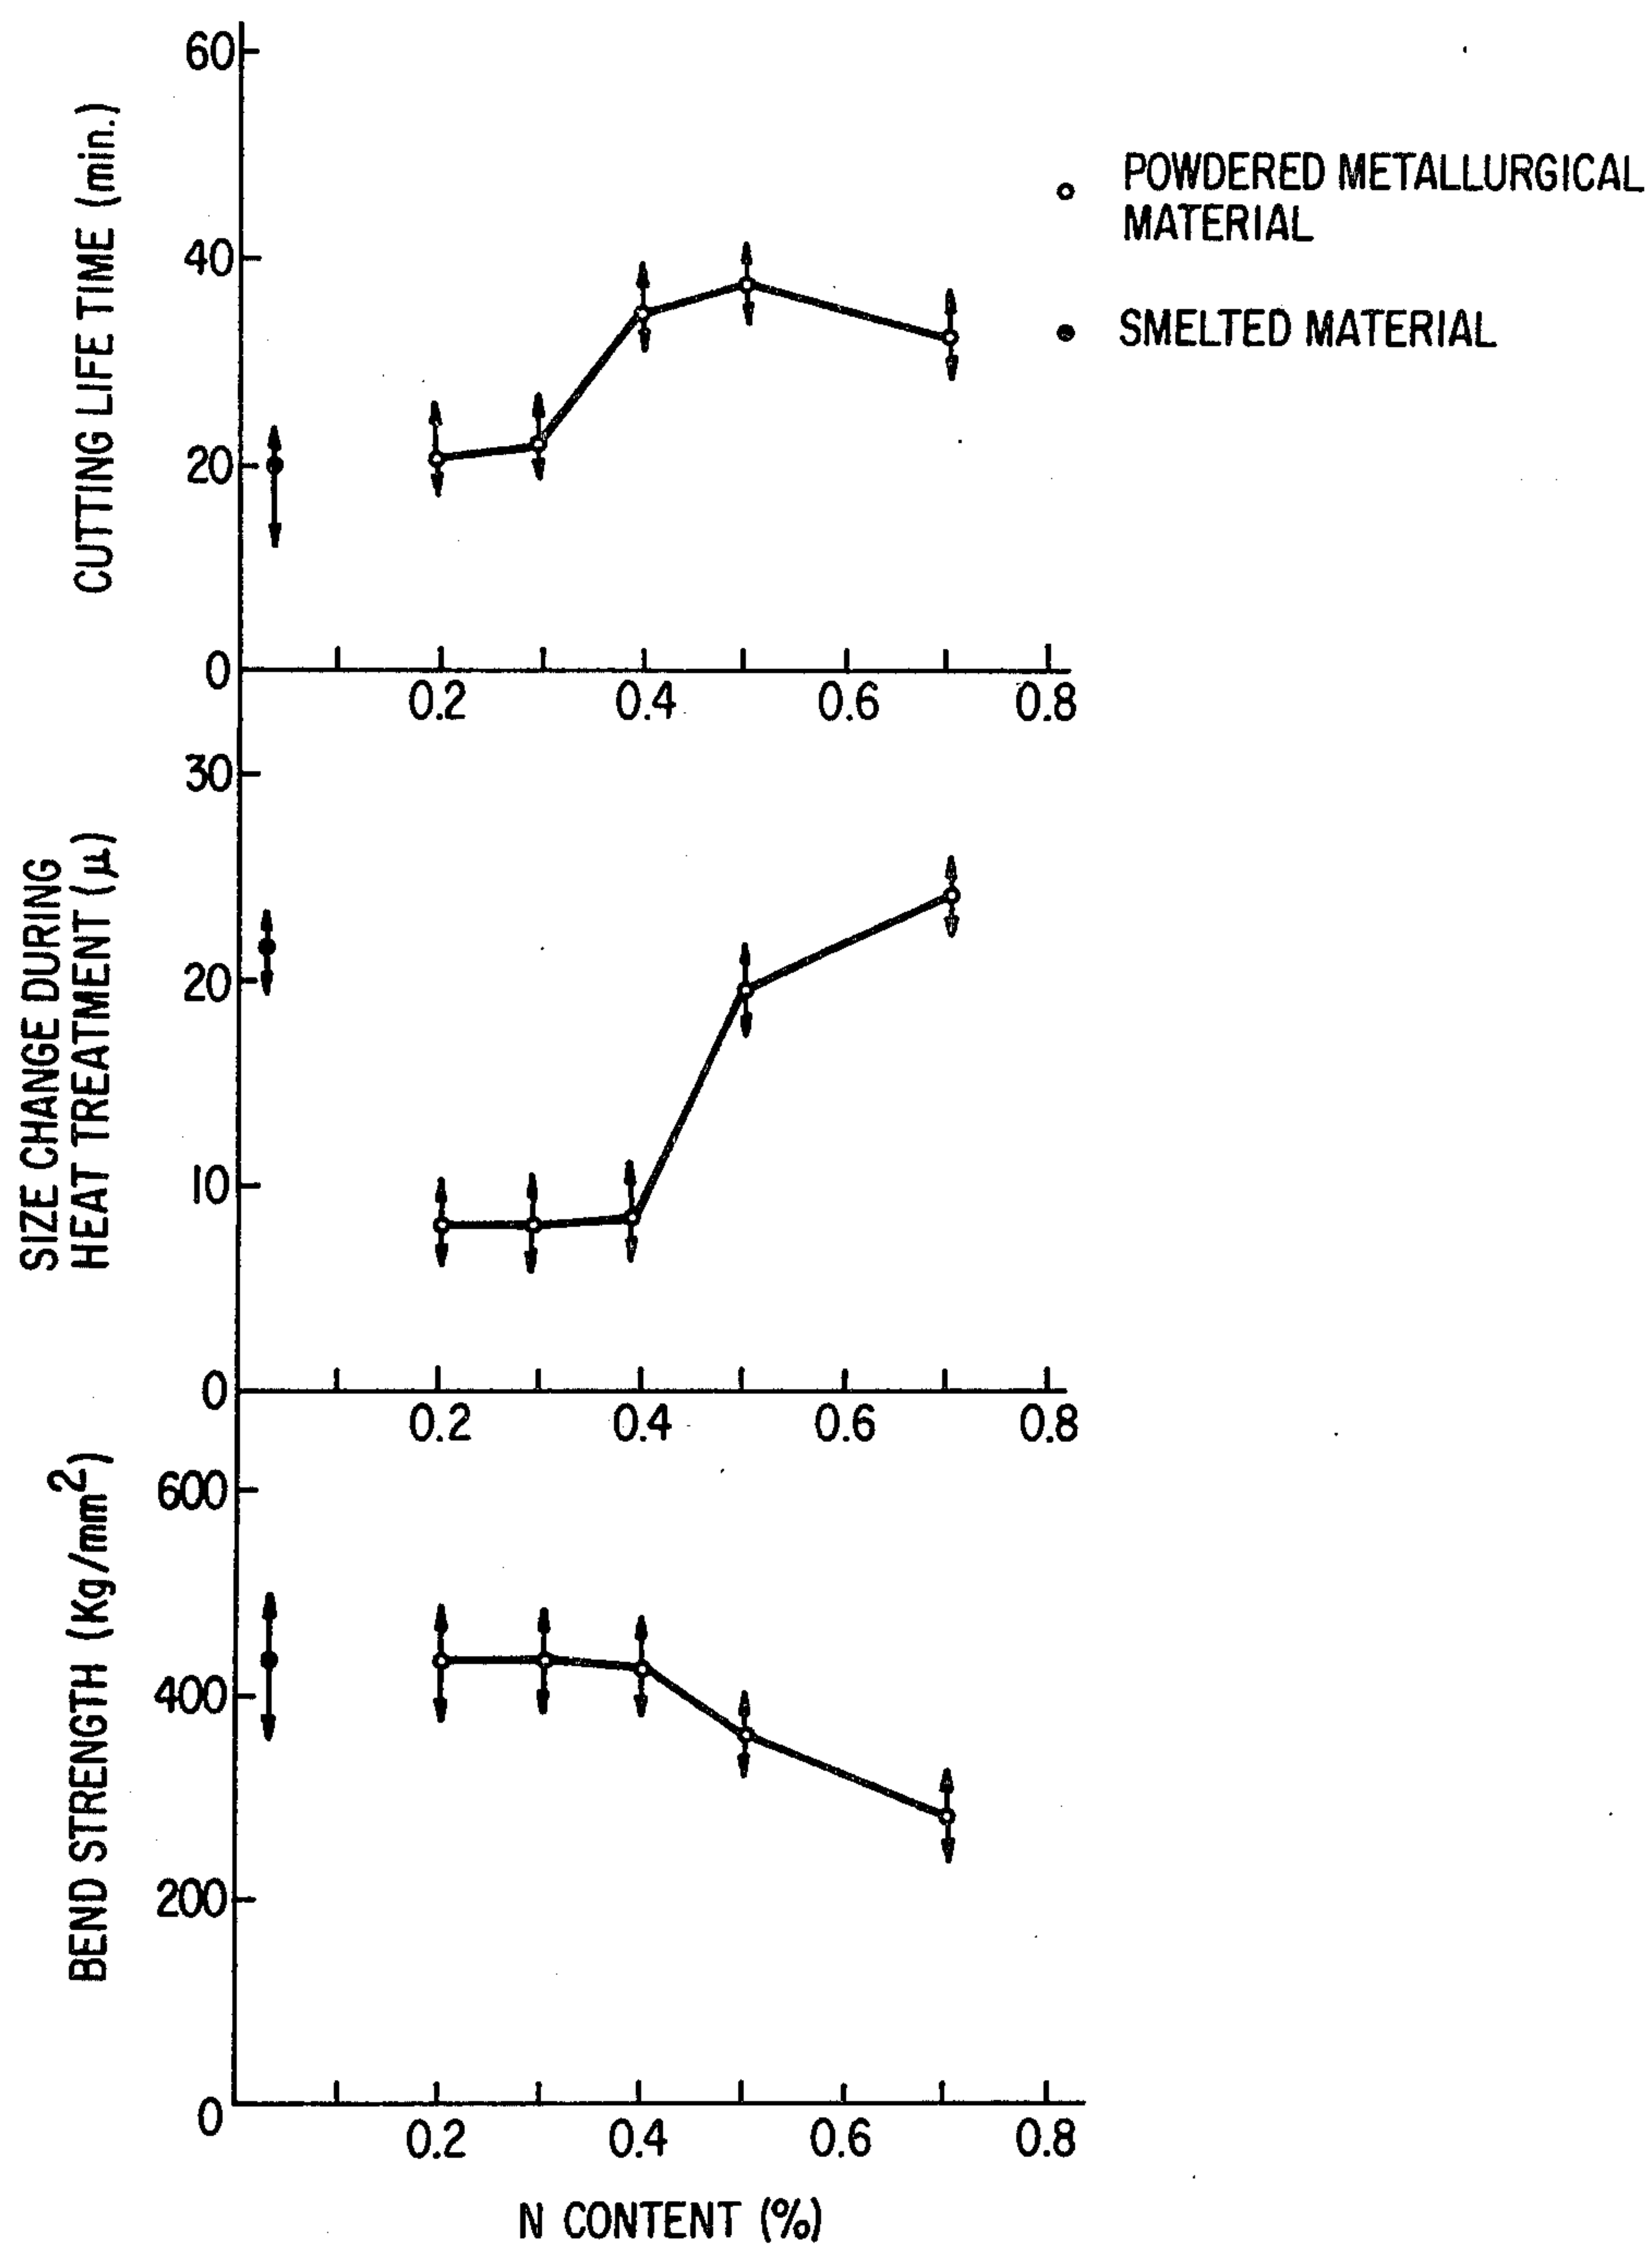 60
40
20
0
CUTTING LIFE TIME (min.)
0.2 0.4 0.6 0.8
POWDERED METALLURGICAL
MATERIAL
SMELTED MATERIAL
30
20
10
0
SIZE CHANGE DURING
HEAT TREATMENT (μ)
0.2 0.4 0.6 0.8
600
400
200
0
BEND STRENGTH (Kg/mm²)
0.2 0.4 0.6 0.8
N CONTENT (%)